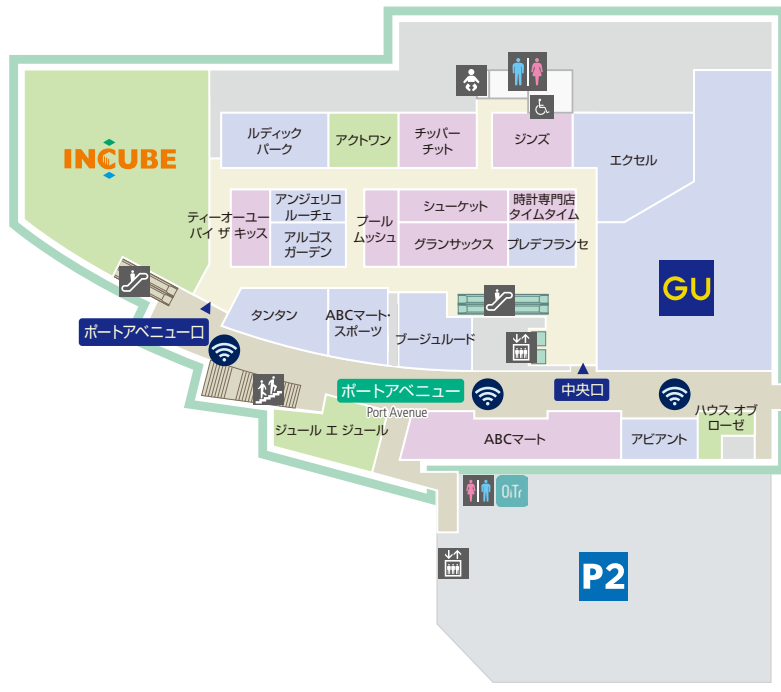 ルディック
パーク
アクトワン
チッパー
チット
ジンズ
エクセル
INCUBE
ティーオーユー
バイ ザ キッス
アンジェリコ
ルーチェ
アルゴス
ガーデン
プール
ムッシュ
シューケット
時計専門店
タイムタイム
グランサックス
プレデフランセ
GU
タンタン
ABCマート・
スポーツ
ブージュルード
ポートアベニュー口
ポートアベニュー
Port Avenue
中央口
ジュール エ ジュール
ABCマート
アビアント
ハウス オブ
ローゼ
OiTr
P2